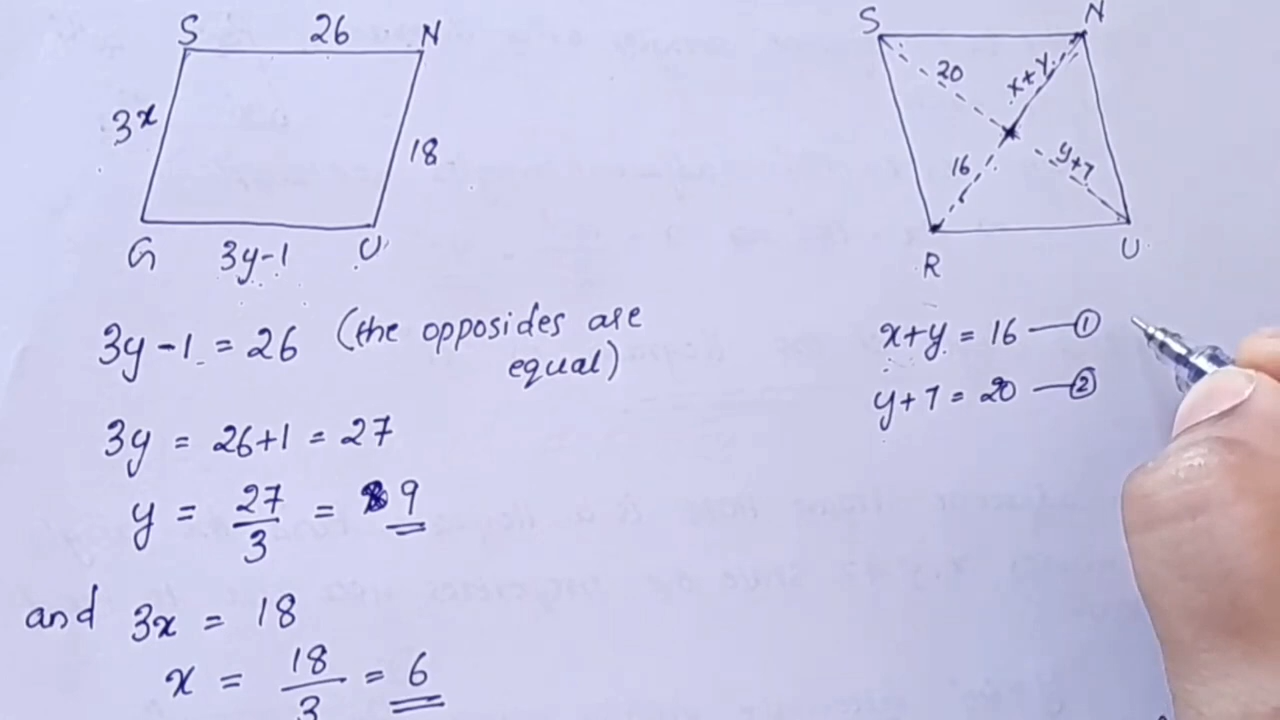 S 26 N
3x
18
G 3y-1 U
3y-1 = 26 (the opposides are
equal)
3y = 26+1 = 27
y = 27/3 = 9
and 3x = 18
x = 18/3 = 6
S N
20 x+y
16 y+7
R U
x+y = 16 — ①
y+7 = 20 — ②